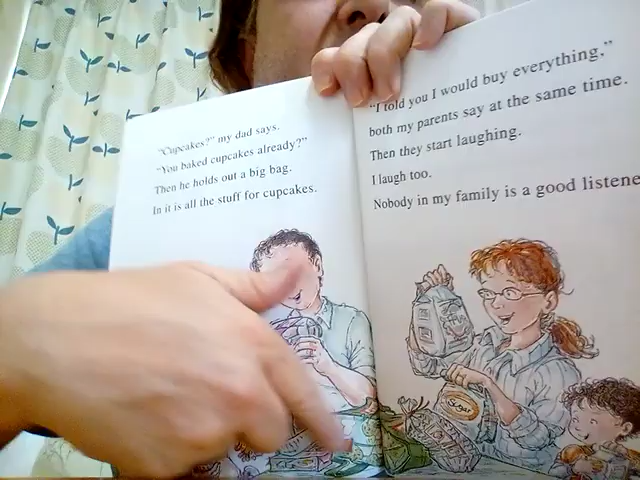 "Cupcakes?" my dad says.
"You baked cupcakes already?"
Then he holds out a big bag.
In it is all the stuff for cupcakes.
"I told you I would buy everything,"
both my parents say at the same time.
Then they start laughing.
I laugh too.
Nobody in my family is a good listene
Sugar